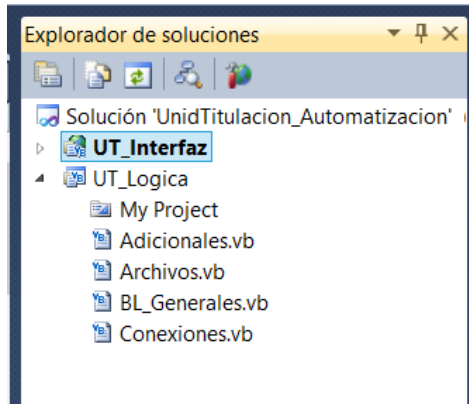 Explorador de soluciones
Solución 'UnidTitulacion_Automatizacion'
UT_Interfaz
UT_Logica
My Project
Adicionales.vb
Archivos.vb
BL_Generales.vb
Conexiones.vb